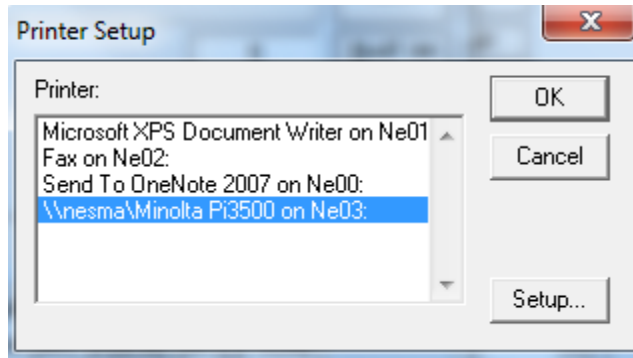 Printer Setup
Printer:
Microsoft XPS Document Writer on Ne01
Fax on Ne02:
Send To OneNote 2007 on Ne00:
\\nesma\Minolta Pi3500 on Ne03:
OK
Cancel
Setup...